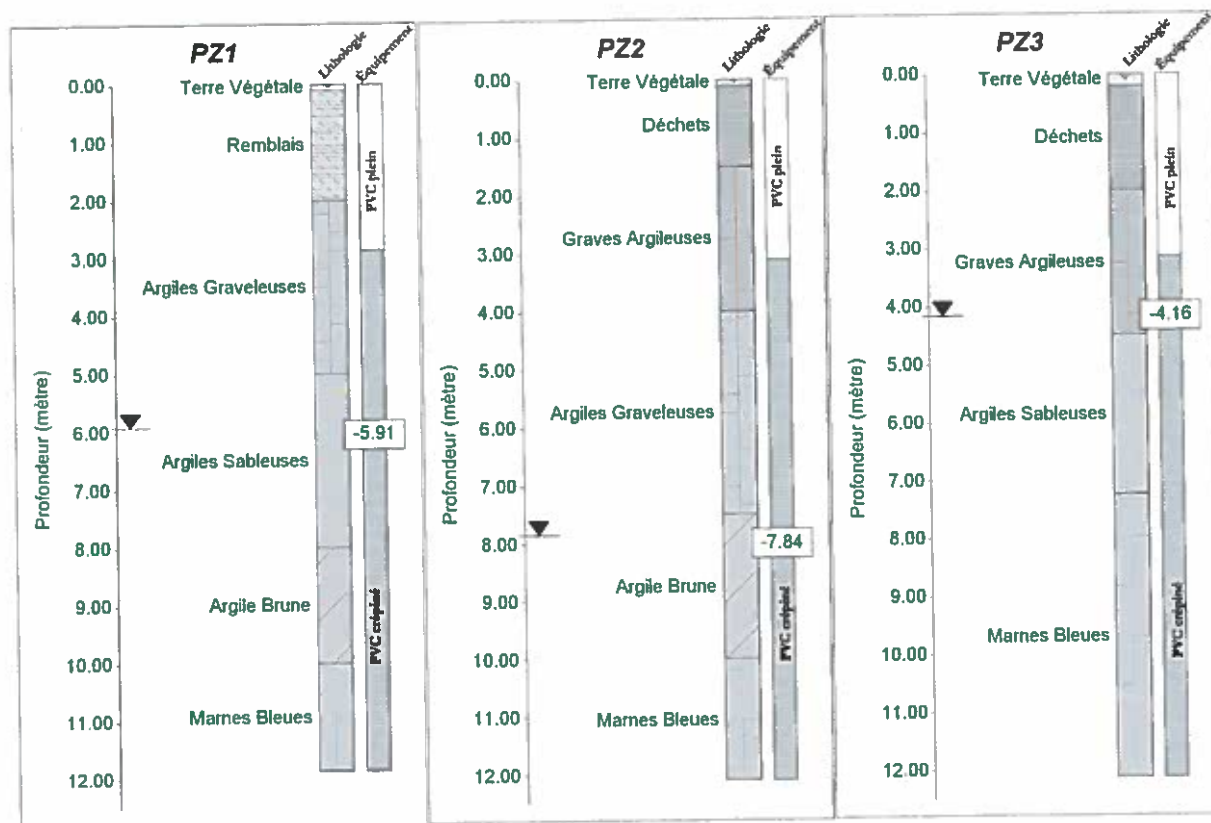 PZ1
Lithologie
Équipement
0.00
Terre Végétale
1.00
Remblais
PVC plein
2.00
3.00
Argiles Graveleuses
4.00
5.00
6.00
-5.91
Argiles Sableuses
7.00
8.00
9.00
Argile Brune
PVC crépiné
10.00
11.00
Marnes Bleues
12.00
Profondeur (mètre)
PZ2
Lithologie
Équipement
0.00
Terre Végétale
Déchets
1.00
PVC plein
2.00
Graves Argileuses
3.00
4.00
5.00
Argiles Graveleuses
6.00
7.00
8.00
-7.84
Argile Brune
9.00
PVC crépiné
10.00
11.00
Marnes Bleues
12.00
Profondeur (mètre)
PZ3
Lithologie
Équipement
0.00
Terre Végétale
1.00
Déchets
PVC plein
2.00
3.00
Graves Argileuses
4.00
-4.16
5.00
Argiles Sableuses
6.00
7.00
8.00
9.00
Marnes Bleues
PVC crépiné
10.00
11.00
12.00
Profondeur (mètre)